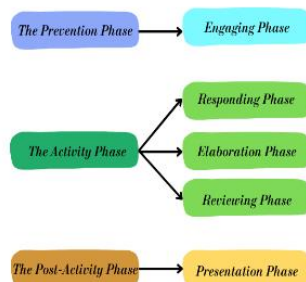 The Prevention Phase
Engaging Phase
Responding Phase
The Activity Phase
Elaboration Phase
Reviewing Phase
The Post-Activity Phase
Presentation Phase